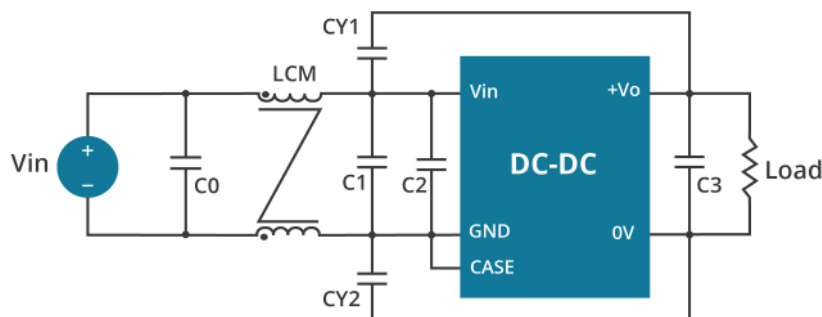 CY1
LCM
Vin
+Vo
Vin
+
−
C0
C1
C2
DC-DC
C3
Load
GND
0V
CASE
CY2